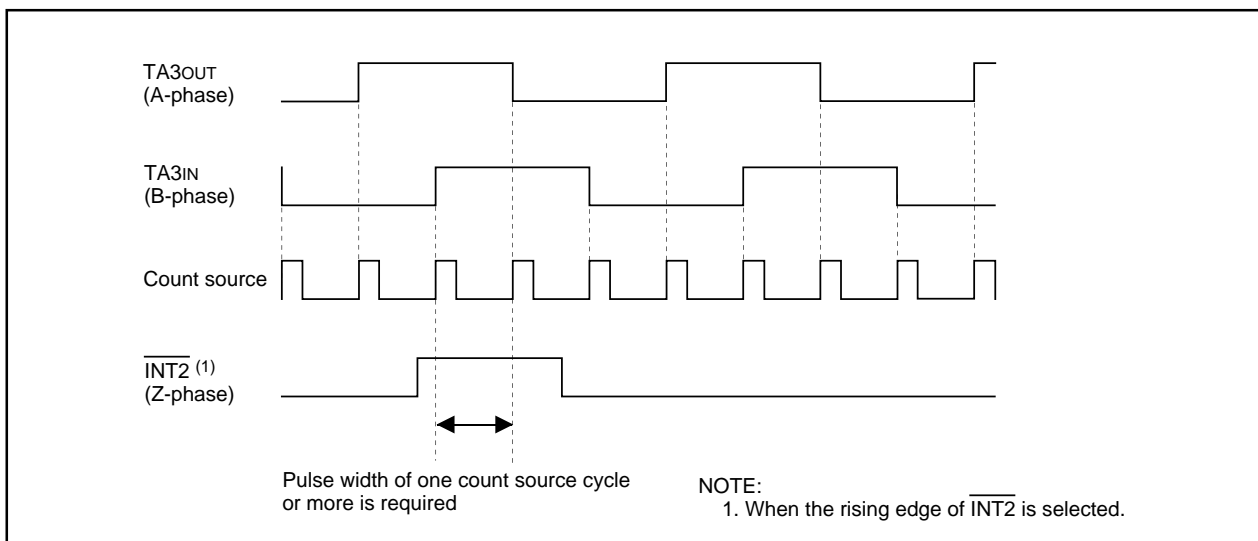 TA3OUT
(A-phase)
TA3IN
(B-phase)
Count source
INT2 (1)
(Z-phase)
Pulse width of one count source cycle
or more is required
NOTE:
1. When the rising edge of INT2 is selected.